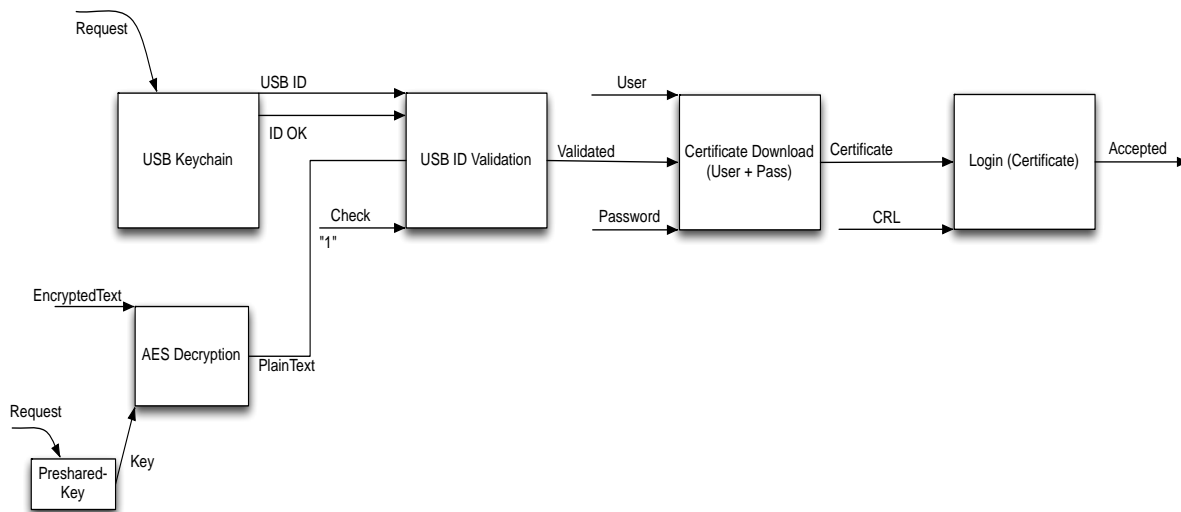 Request
USB ID
ID OK
USB Keychain
USB ID Validation
Check
"1"
Validated
User
Certificate Download
(User + Pass)
Password
Certificate
CRL
Login (Certificate)
Accepted
EncryptedText
AES Decryption
PlainText
Request
Preshared-
Key
Key